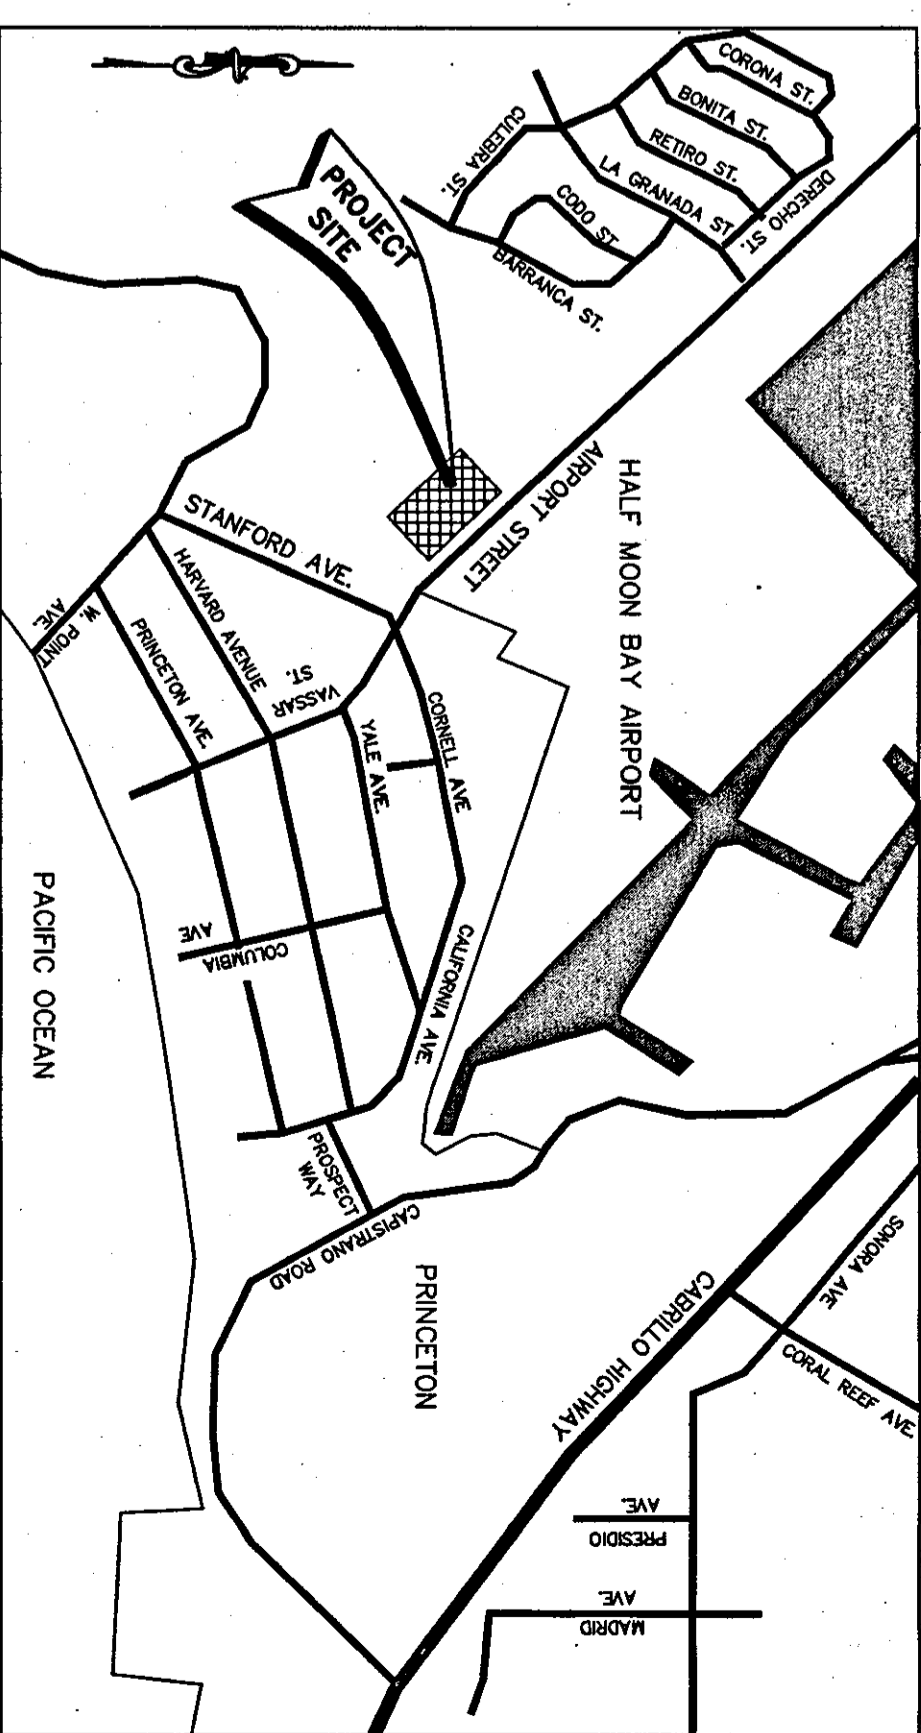 CORONA ST.
BONITA ST.
RETIRO ST.
LA GRANADA ST.
DERECHO ST.
CULEBRA ST.
CODO ST.
BARRANCA ST.
PROJECT
SITE
AIRPORT STREET
HALF MOON BAY AIRPORT
STANFORD AVE.
HARVARD AVENUE
W. POINT
AVE.
PRINCETON AVE.
VASSAR
ST.
YALE AVE.
CORNELL AVE
CALIFORNIA AVE.
COLUMBIA
AVE
PACIFIC OCEAN
PROSPECT
WAY
CAPISTRANO ROAD
PRINCETON
CABRILLO HIGHWAY
SONORA AVE
CORAL REEF AVE.
PRESIDIO
AVE.
MADRID
AVE.